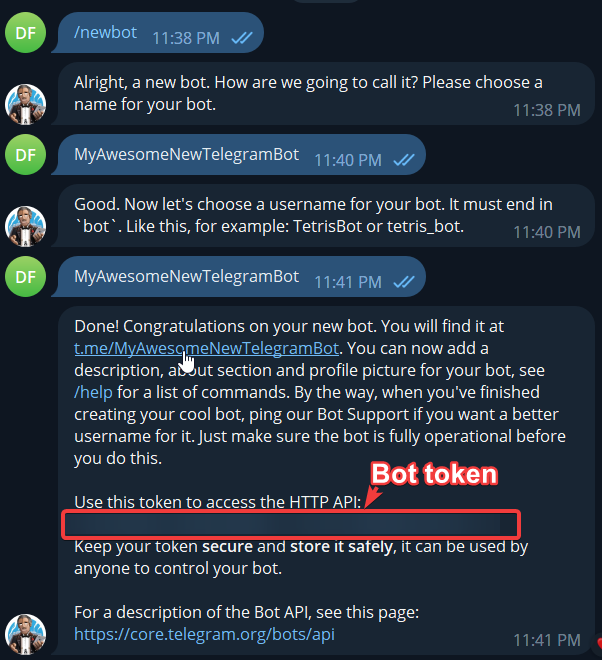 DF
/newbot 11:38 PM
Alright, a new bot. How are we going to call it? Please choose a
name for your bot.
11:38 PM
DF
MyAwesomeNewTelegramBot 11:40 PM
Good. Now let's choose a username for your bot. It must end in
`bot`. Like this, for example: TetrisBot or tetris_bot.
11:40 PM
DF
MyAwesomeNewTelegramBot 11:41 PM
Done! Congratulations on your new bot. You will find it at
t.me/MyAwesomeNewTelegramBot. You can now add a
description, about section and profile picture for your bot, see
/help for a list of commands. By the way, when you've finished
creating your cool bot, ping our Bot Support if you want a better
username for it. Just make sure the bot is fully operational before
you do this.
Bot token
Use this token to access the HTTP API:
Keep your token secure and store it safely, it can be used by
anyone to control your bot.
For a description of the Bot API, see this page:
https://core.telegram.org/bots/api
11:41 PM